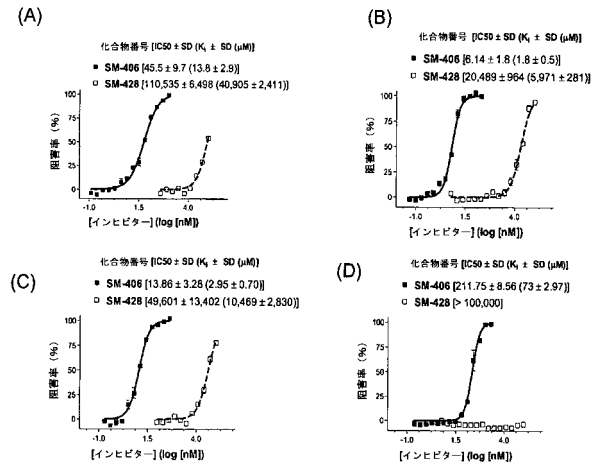 (A)
化合物番号 [IC50 ± SD (Ki ± SD (μM)]
SM-406 [45.5 ± 9.7 (13.8 ± 2.9)]
SM-428 [110,535 ± 6,498 (40,905 ± 2,411)]
阻害率 (%)
100
75
50
25
0
-1.0 1.5 4.0
[インヒビター] (log [nM])
(B)
化合物番号 [IC50 ± SD (Ki ± SD (μM)]
SM-406 [6.14 ± 1.8 (1.8 ± 0.5)]
SM-428 [20,489 ± 964 (5,971 ± 281)]
阻害率 (%)
100
75
50
25
0
-1.0 1.5 4.0
[インヒビター] (log [nM])
(C)
化合物番号 [IC50 ± SD (Ki ± SD (μM)]
SM-406 [13.86 ± 3.28 (2.95 ± 0.70)]
SM-428 [49,601 ± 13,402 (10,469 ± 2,830)]
阻害率 (%)
100
75
50
25
0
-1.0 1.5 4.0
[インヒビター] (log [nM])
(D)
化合物番号 [IC50 ± SD (Ki ± SD (μM)]
SM-406 [211.75 ± 8.56 (73 ± 2.97)]
SM-428 [> 100,000]
阻害率 (%)
100
75
50
25
0
-1.0 1.5 4.0
[インヒビター] (log [nM])